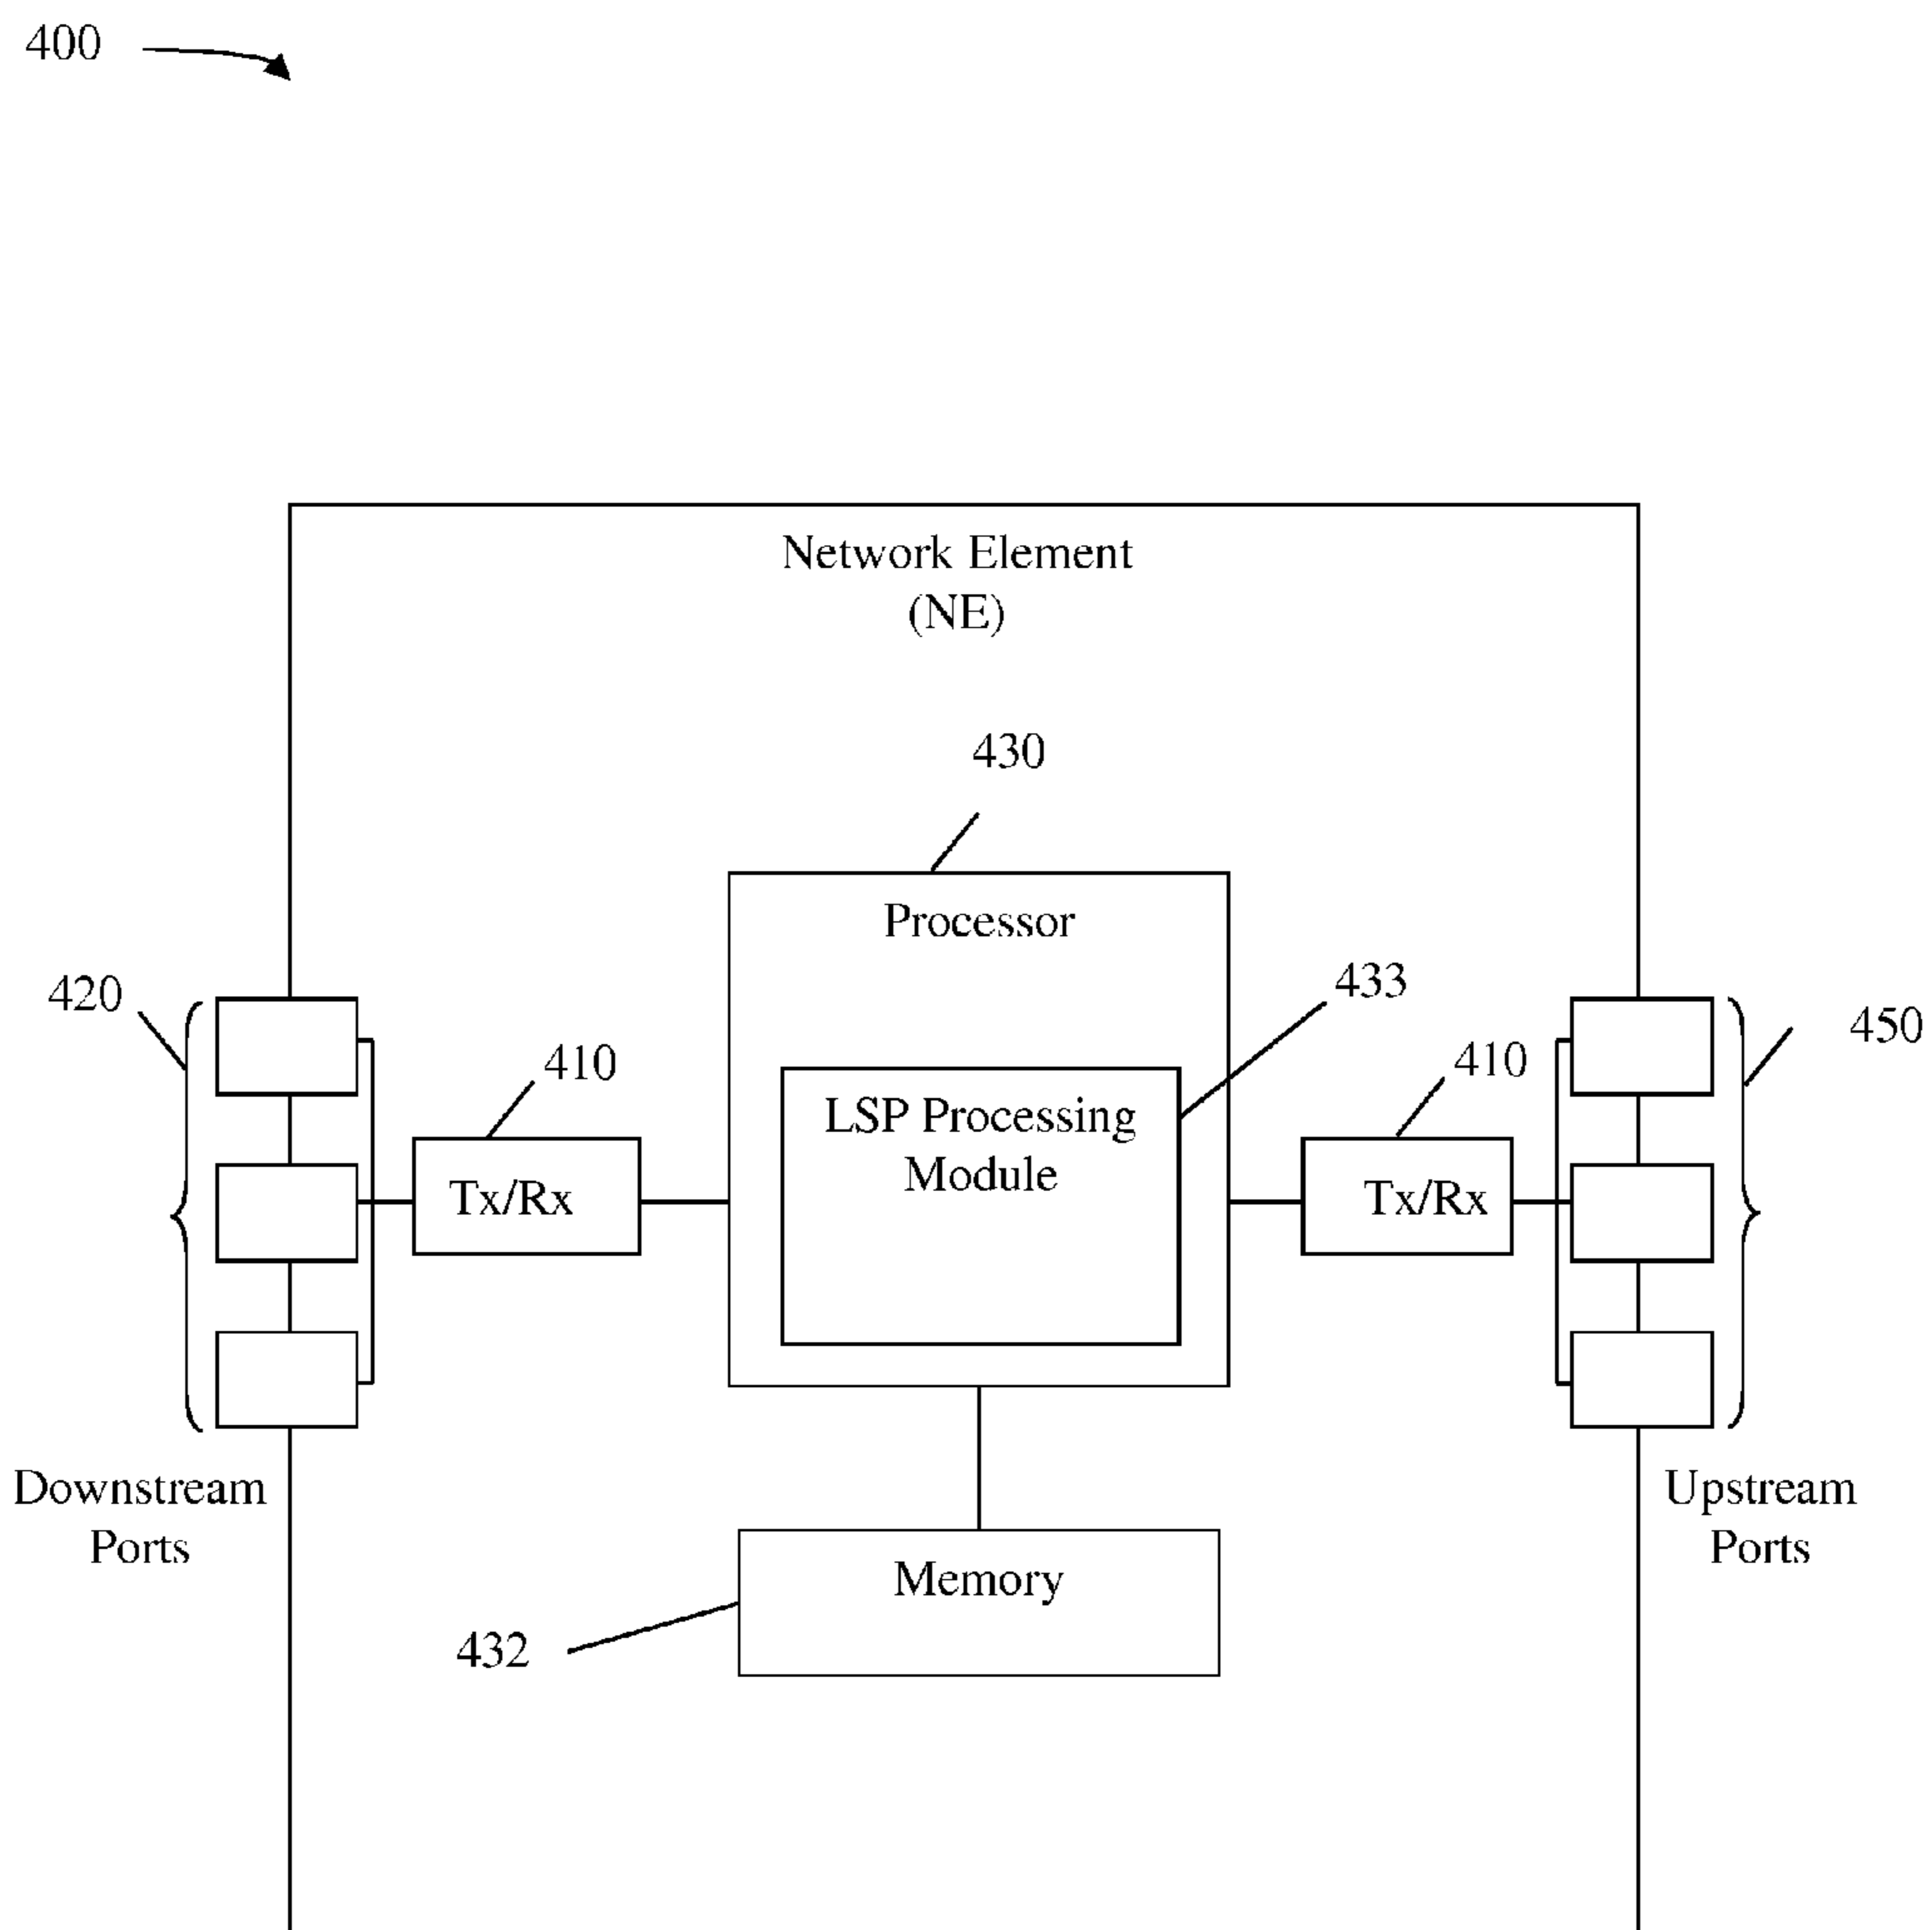 400
Network Element
(NE)
430
Processor
420
433
450
410
410
LSP Processing
Module
Tx/Rx
Tx/Rx
Downstream
Ports
Upstream
Ports
Memory
432